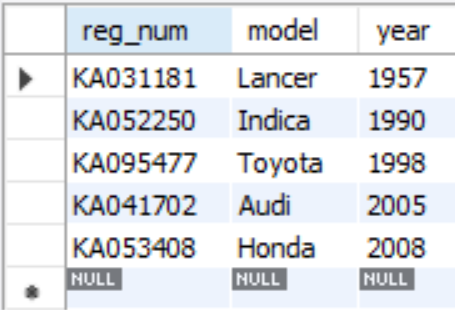 reg_num model year
KA031181 Lancer 1957
KA052250 Indica 1990
KA095477 Toyota 1998
KA041702 Audi 2005
KA053408 Honda 2008
NULL NULL NULL